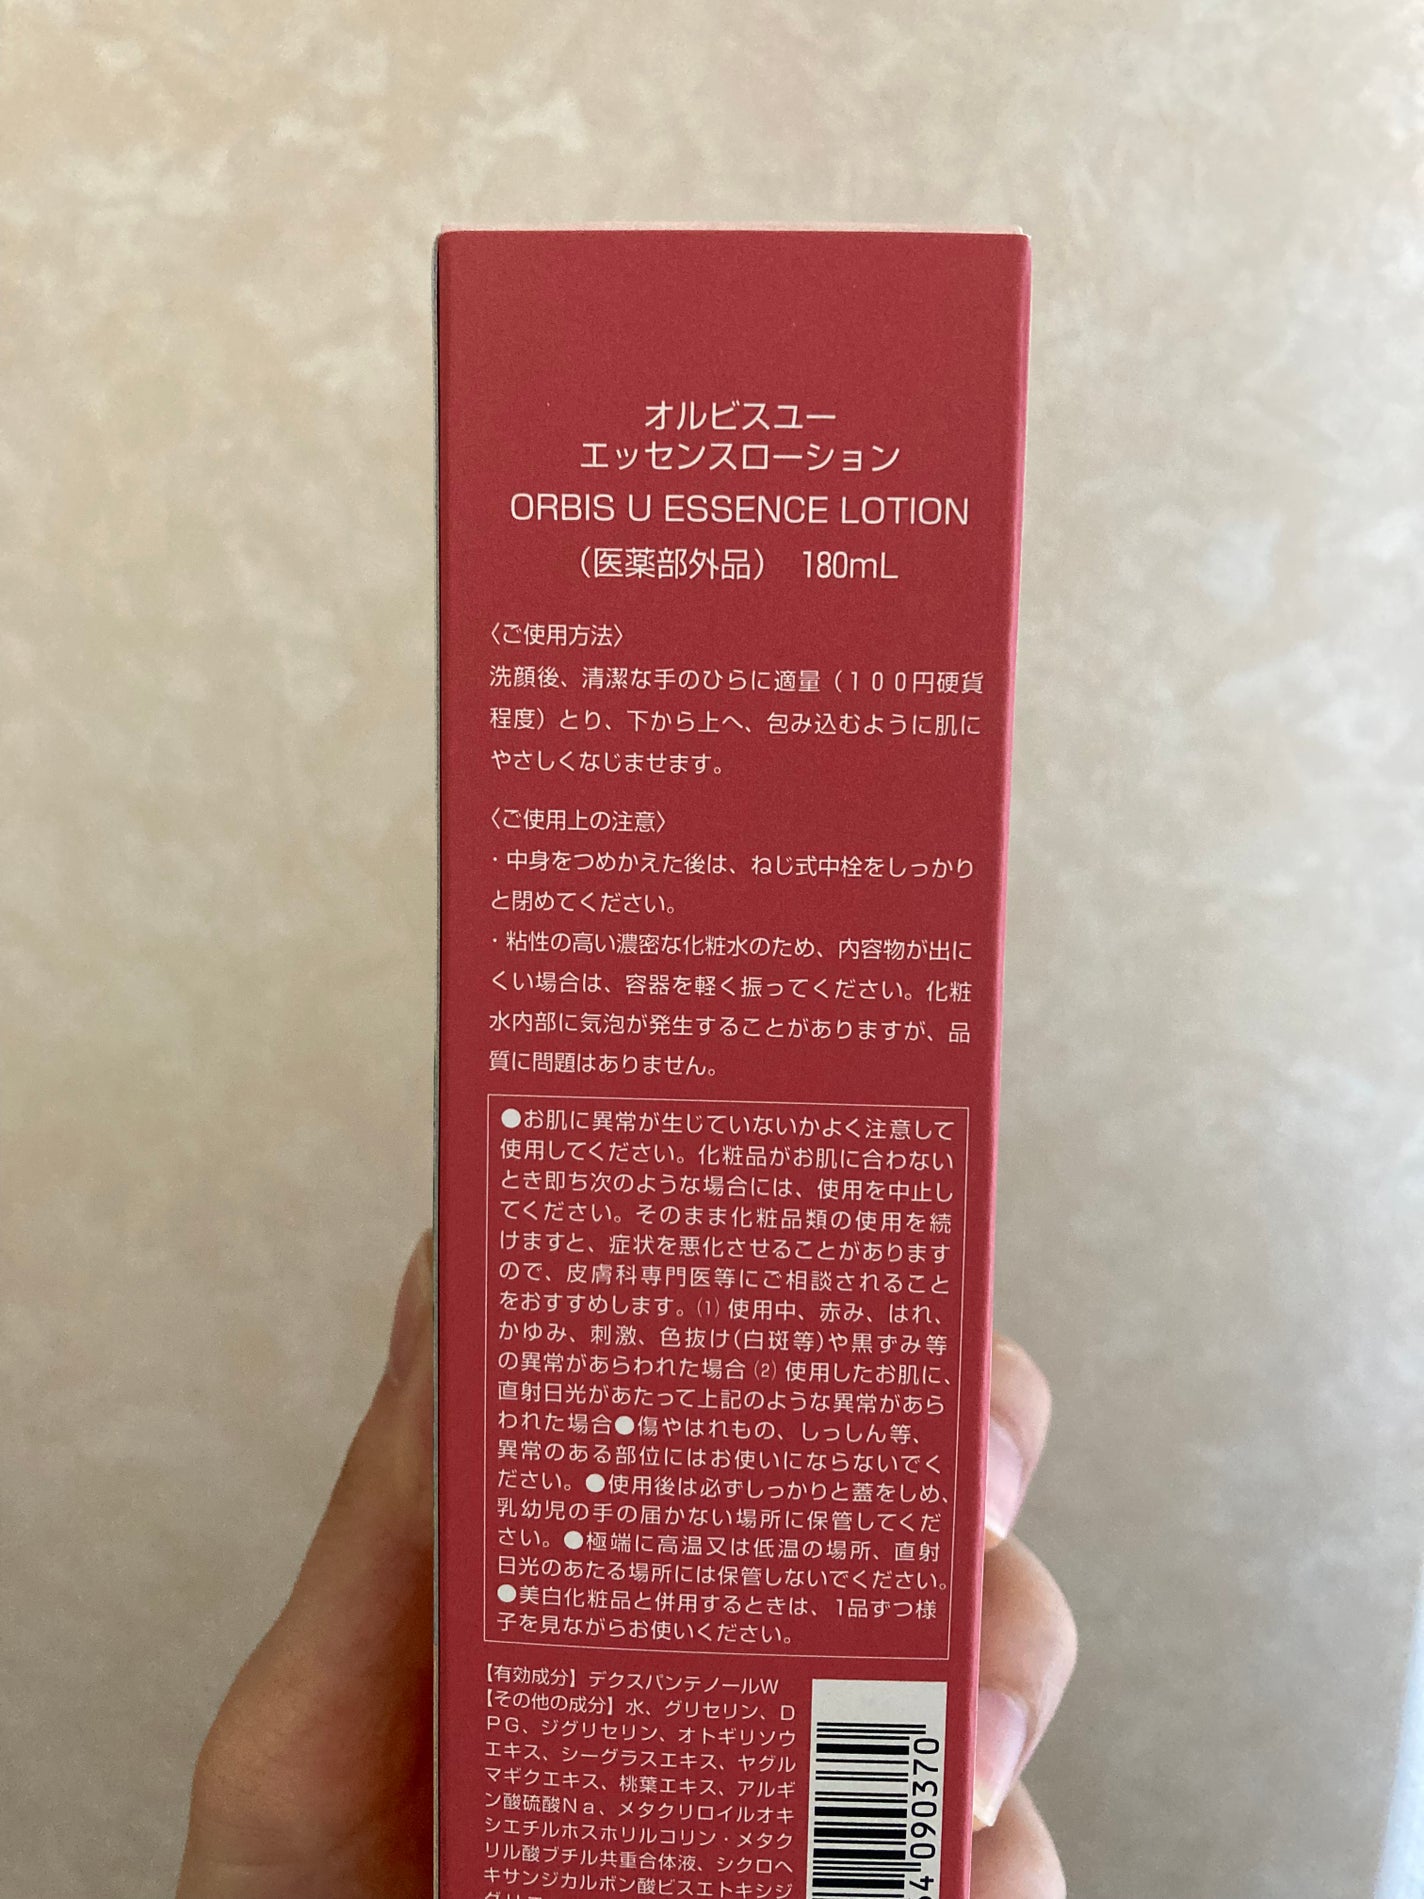 オルビスユー
エッセンスローション
ORBIS U ESSENCE LOTION
（医薬部外品） 180mL
〈ご使用方法〉
洗顔後、清潔な手のひらに適量（１００円硬貨
程度）とり、下から上へ、包み込むように肌に
やさしくなじませます。
〈ご使用上の注意〉
・中身をつめかえた後は、ねじ式中栓をしっかり
と閉めてください。
・粘性の高い濃密な化粧水のため、内容物が出に
くい場合は、容器を軽く振ってください。化粧
水内部に気泡が発生することがありますが、品
質に問題はありません。
●お肌に異常が生じていないかよく注意して
使用してください。化粧品がお肌に合わない
とき即ち次のような場合には、使用を中止し
てください。そのまま化粧品類の使用を続
けますと、症状を悪化させることがあります
ので、皮膚科専門医等にご相談されること
をおすすめします。⑴ 使用中、赤み、はれ、
かゆみ、刺激、色抜け(白斑等)や黒ずみ等
の異常があらわれた場合 ⑵ 使用したお肌に、
直射日光があたって上記のような異常があら
われた場合●傷やはれもの、しっしん等、
異常のある部位にはお使いにならないでく
ださい。●使用後は必ずしっかりと蓋をしめ、
乳幼児の手の届かない場所に保管してくだ
さい。●極端に高温又は低温の場所、直射
日光のあたる場所には保管しないでください。
●美白化粧品と併用するときは、1品ずつ様
子を見ながらお使いください。
【有効成分】デクスパンテノールW
【その他の成分】水、グリセリン、D
PG、ジグリセリン、オトギリソウ
エキス、シーグラスエキス、ヤグル
マギクエキス、桃葉エキス、アルギ
ン酸硫酸Ｎａ、メタクリロイルオキ
シエチルホスホリルコリン・メタク
リル酸ブチル共重合体液、シクロヘ
キサンジカルボン酸ビスエトキシジ
4 090370